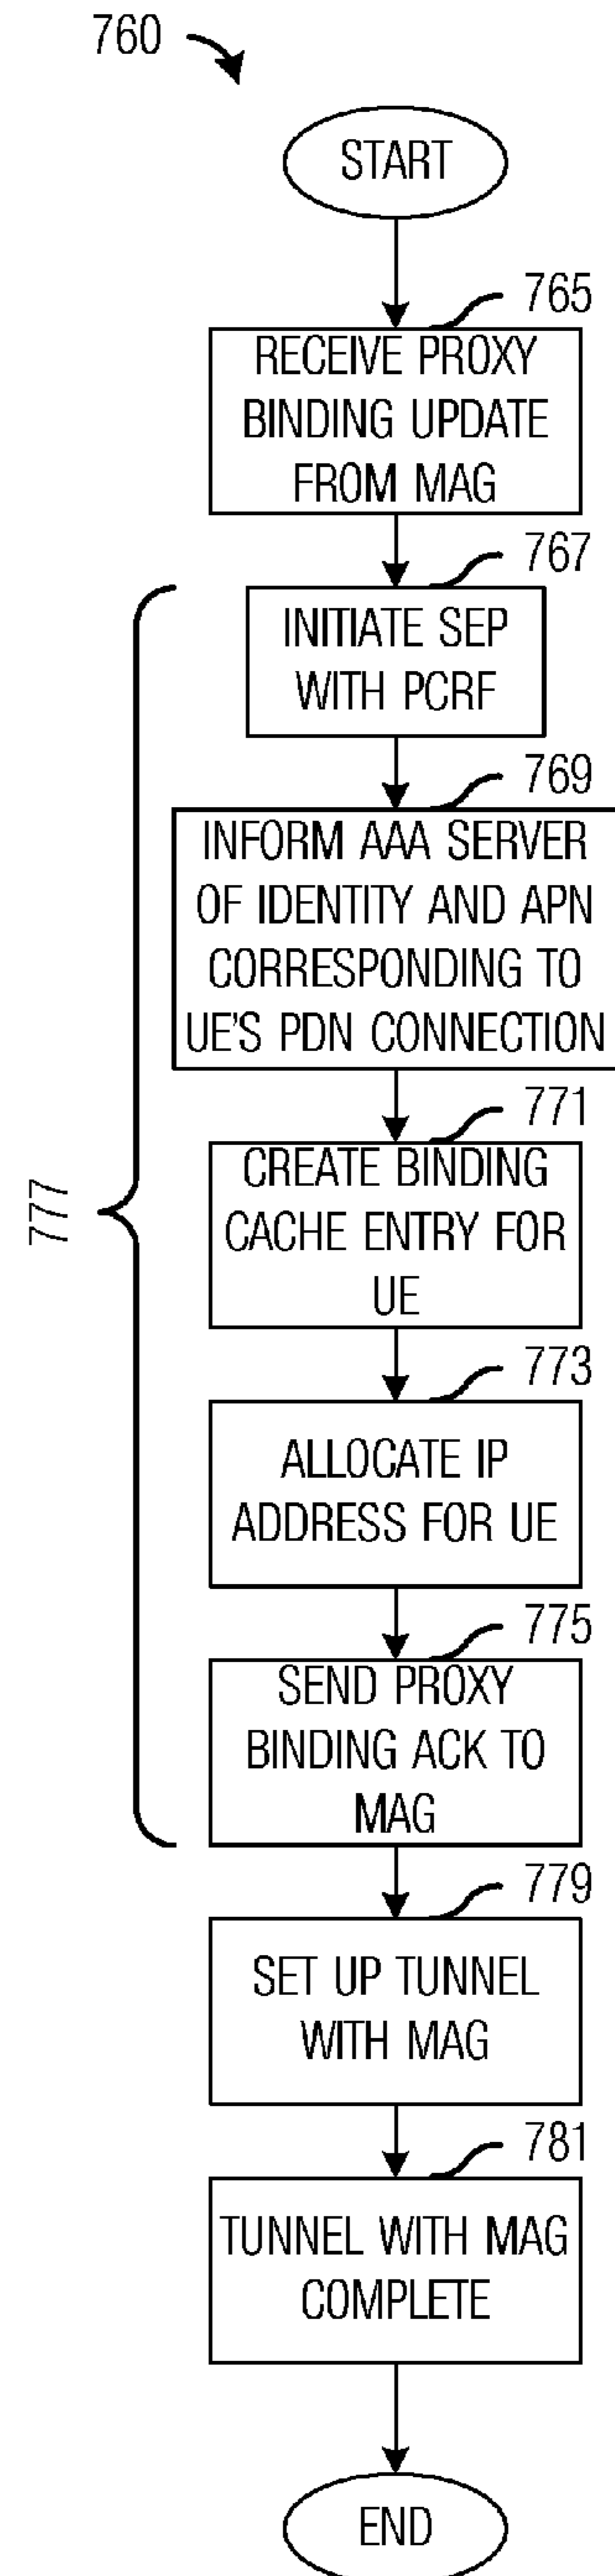 760
START
765
RECEIVE PROXY
BINDING UPDATE
FROM MAG
767
INITIATE SEP
WITH PCRF
769
INFORM AAA SERVER
OF IDENTITY AND APN
CORRESPONDING TO
UE'S PDN CONNECTION
771
CREATE BINDING
CACHE ENTRY FOR
UE
777
773
ALLOCATE IP
ADDRESS FOR UE
775
SEND PROXY
BINDING ACK TO
MAG
779
SET UP TUNNEL
WITH MAG
781
TUNNEL WITH MAG
COMPLETE
END